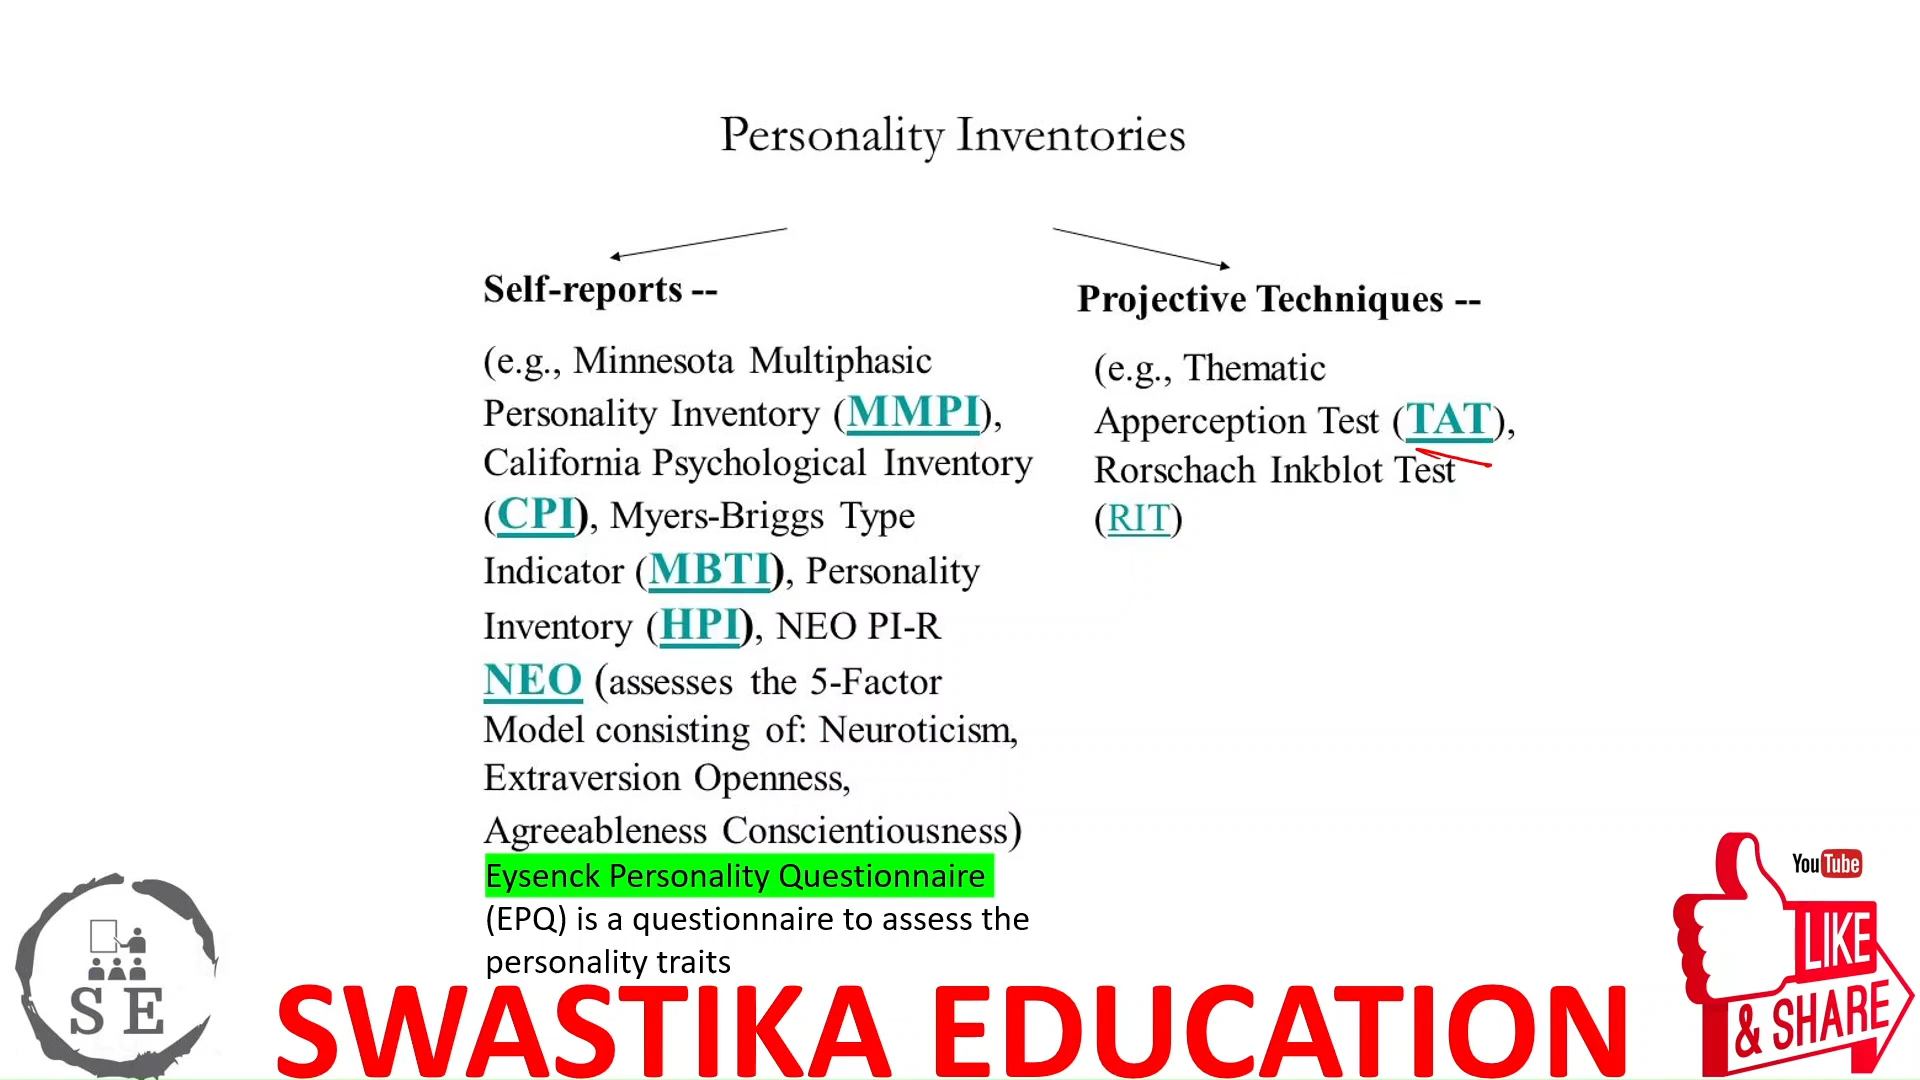 Personality Inventories
Self-reports --
(e.g., Minnesota Multiphasic
Personality Inventory (MMPI),
California Psychological Inventory
(CPI), Myers-Briggs Type
Indicator (MBTI), Personality
Inventory (HPI), NEO PI-R
NEO (assesses the 5-Factor
Model consisting of: Neuroticism,
Extraversion Openness,
Agreeableness Conscientiousness)
Eysenck Personality Questionnaire
(EPQ) is a questionnaire to assess the
personality traits
Projective Techniques --
(e.g., Thematic
Apperception Test (TAT),
Rorschach Inkblot Test
(RIT)
S E
SWASTIKA EDUCATION
YouTube
LIKE
& SHARE